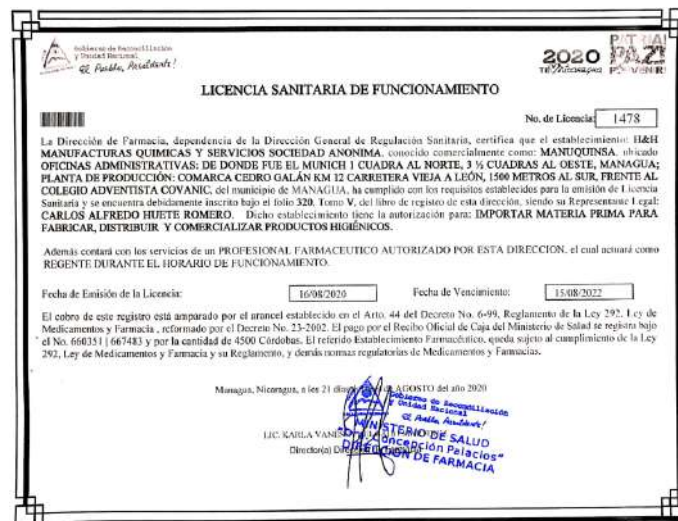 Gobierno de Reconciliación
y Unidad Nacional
El Pueblo, Presidente!
2020
PAZ!
LICENCIA SANITARIA DE FUNCIONAMIENTO
No. de Licencia: 1478
La Dirección de Farmacia, dependencia de la Dirección General de Regulación Sanitaria, certifica que el establecimiento: H&H
MANUFACTURAS QUIMICAS Y SERVICIOS SOCIEDAD ANONIMA, conocido comercialmente como: MANUQUINSA, ubicado
OFICINAS ADMINISTRATIVAS: DE DONDE FUE EL MUNICH 1 CUADRA AL NORTE, 3 ½ CUADRAS AL OESTE, MANAGUA;
PLANTA DE PRODUCCIÓN: COMARCA CEDRO GALÁN KM 12 CARRETERA VIEJA A LEÓN, 1500 METROS AL SUR, FRENTE AL
COLEGIO ADVENTISTA COVANIC, del municipio de MANAGUA, ha cumplido con los requisitos establecidos para la emisión de Licencia
Sanitaria y se encuentra debidamente inscrito bajo el folio 320, Tomo V, del libro de registro de esta dirección, siendo su Representante Legal:
CARLOS ALFREDO HUETE ROMERO. Dicho establecimiento tiene la autorización para: IMPORTAR MATERIA PRIMA PARA
FABRICAR, DISTRIBUIR Y COMERCIALIZAR PRODUCTOS HIGIÉNICOS.
Además contará con los servicios de un PROFESIONAL FARMACEUTICO AUTORIZADO POR ESTA DIRECCION, el cual actuará como
REGENTE DURANTE EL HORARIO DE FUNCIONAMIENTO.
Fecha de Emisión de la Licencia: 16/08/2020 Fecha de Vencimiento: 15/08/2022
El cobro de este registro está amparado por el arancel establecido en el Arto. 44 del Decreto No. 6-99, Reglamento de la Ley 292, Ley de
Medicamentos y Farmacia , reformado por el Decreto No. 23-2002. El pago por el Recibo Oficial de Caja del Ministerio de Salud se registra bajo
el No. 660351 | 667483 y por la cantidad de 4500 Córdobas. El referido Establecimiento Farmacéutico, queda sujeto al cumplimiento de la Ley
292, Ley de Medicamentos y Farmacia y su Reglamento, y demás normas regulatorias de Medicamentos y Farmacias.
Managua, Nicaragua, a los 21 días de AGOSTO del año 2020
Gobierno de Reconciliación
y Unidad Nacional
El Pueblo, Presidente!
MINISTERIO DE SALUD
Concepción Palacios"
DIRECCION DE FARMACIA
LIC. KARLA
Director(a)